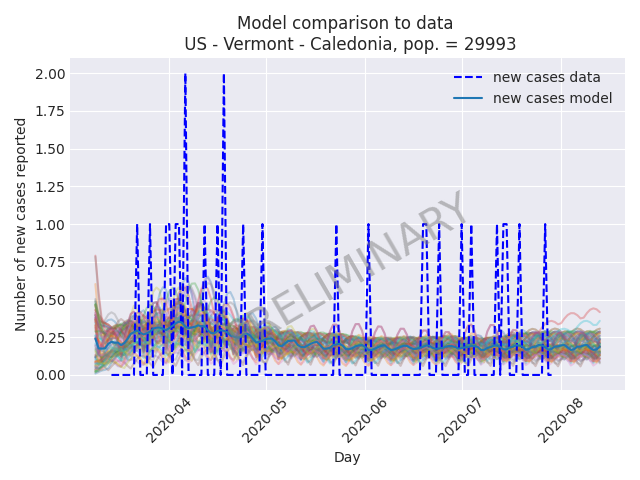 Model comparison to data
US - Vermont - Caledonia, pop. = 29993
Number of new cases reported
2.00
1.75
1.50
1.25
1.00
0.75
0.50
0.25
0.00
new cases data
new cases model
PRELIMINARY
2020-04
2020-05
2020-06
2020-07
2020-08
Day